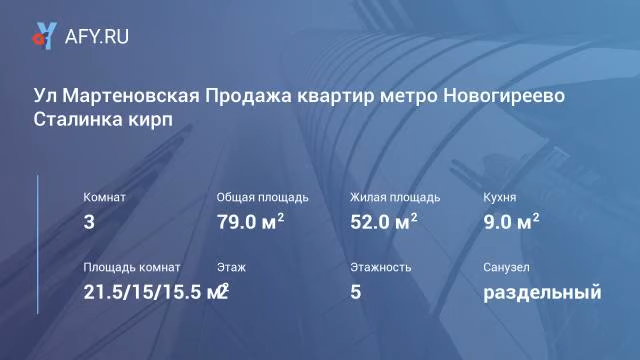 AFY.RU
Ул Мартеновская Продажа квартир метро Новогиреево
Сталинка кирп
Комнат Общая площадь Жилая площадь Кухня
3 79.0 м² 52.0 м² 9.0 м²
Площадь комнат Этаж Этажность Санузел
21.5/15/15.5 м² 2 5 раздельный